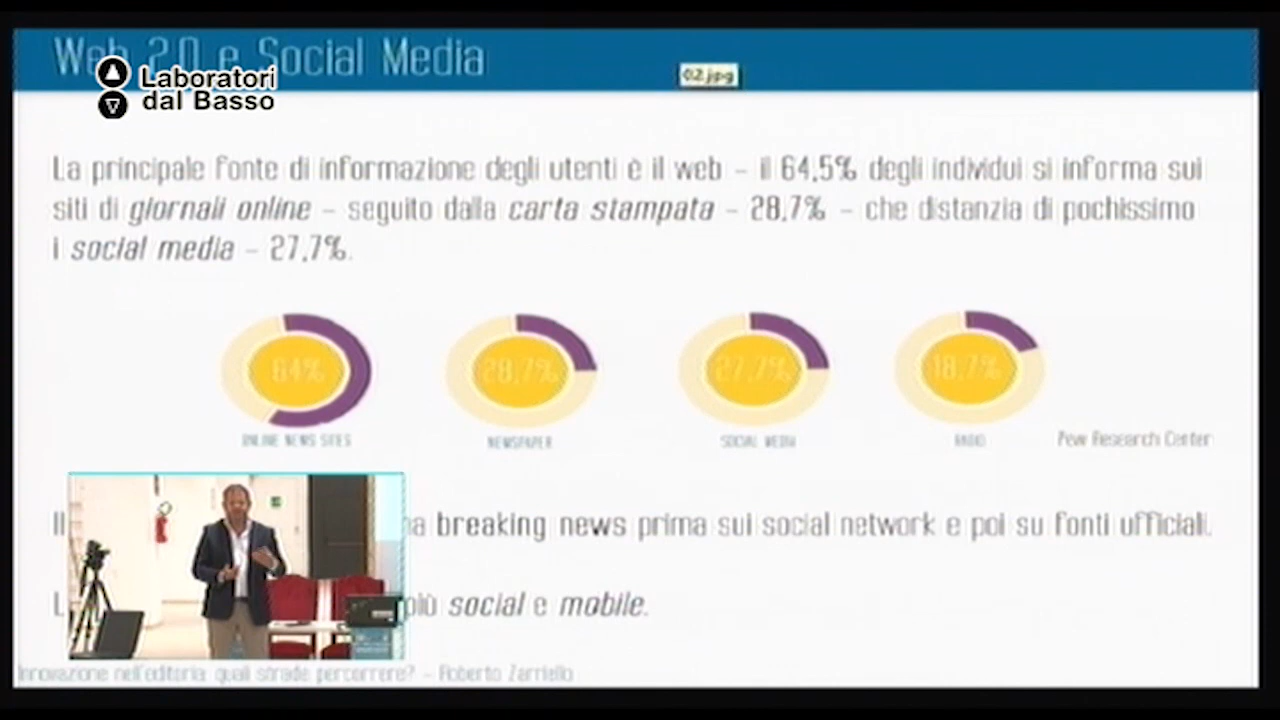 Web 2.0 e Social Media
Laboratori
dal Basso
02.jpg
La principale fonte di informazione degli utenti è il web – il 64,5% degli individui si informa sui
siti di giornali online – seguito dalla carta stampata – 28,7% – che distanzia di pochissimo
i social media – 27,7%.
64%
28,7%
27,7%
18,7%
ONLINE NEWS SITES
NEWSPAPER
SOCIAL MEDIA
RADIO
Pew Research Center
Il
breaking news prima sui social network e poi su fonti ufficiali.
più social e mobile.
Innovazione nell'editoria: quali strade percorrere? – Roberto Zarriello